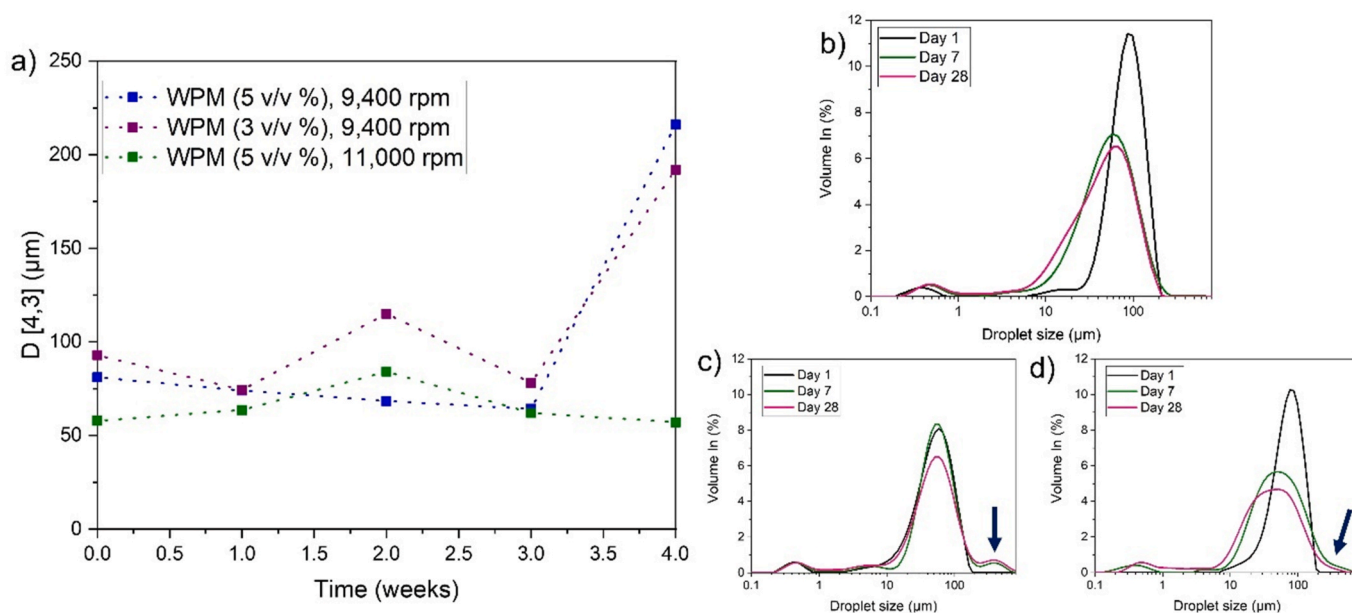 a)
250
200
150
100
50
0
D [4,3] (µm)
WPM (5 v/v %), 9,400 rpm
WPM (3 v/v %), 9,400 rpm
WPM (5 v/v %), 11,000 rpm
0.0 0.5 1.0 1.5 2.0 2.5 3.0 3.5 4.0
Time (weeks)
b)
12
10
8
6
4
2
0
Volume In (%)
Day 1
Day 7
Day 28
0.1 1 10 100
Droplet size (µm)
c)
12
10
8
6
4
2
0
Volume In (%)
Day 1
Day 7
Day 28
0.1 1 10 100
Droplet size (µm)
d)
12
10
8
6
4
2
0
Volume In (%)
Day 1
Day 7
Day 28
0.1 1 10 100
Droplet size (µm)